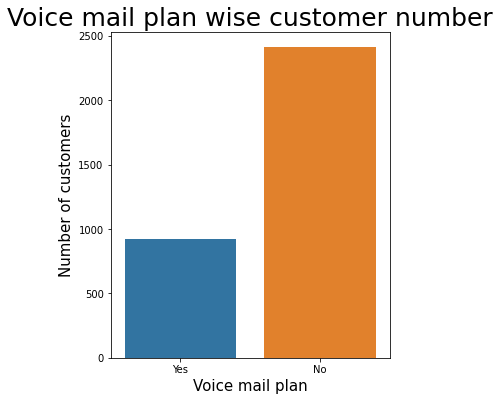 Voice mail plan wise customer number
Number of customers
2500
2000
1500
1000
500
0
Yes
No
Voice mail plan